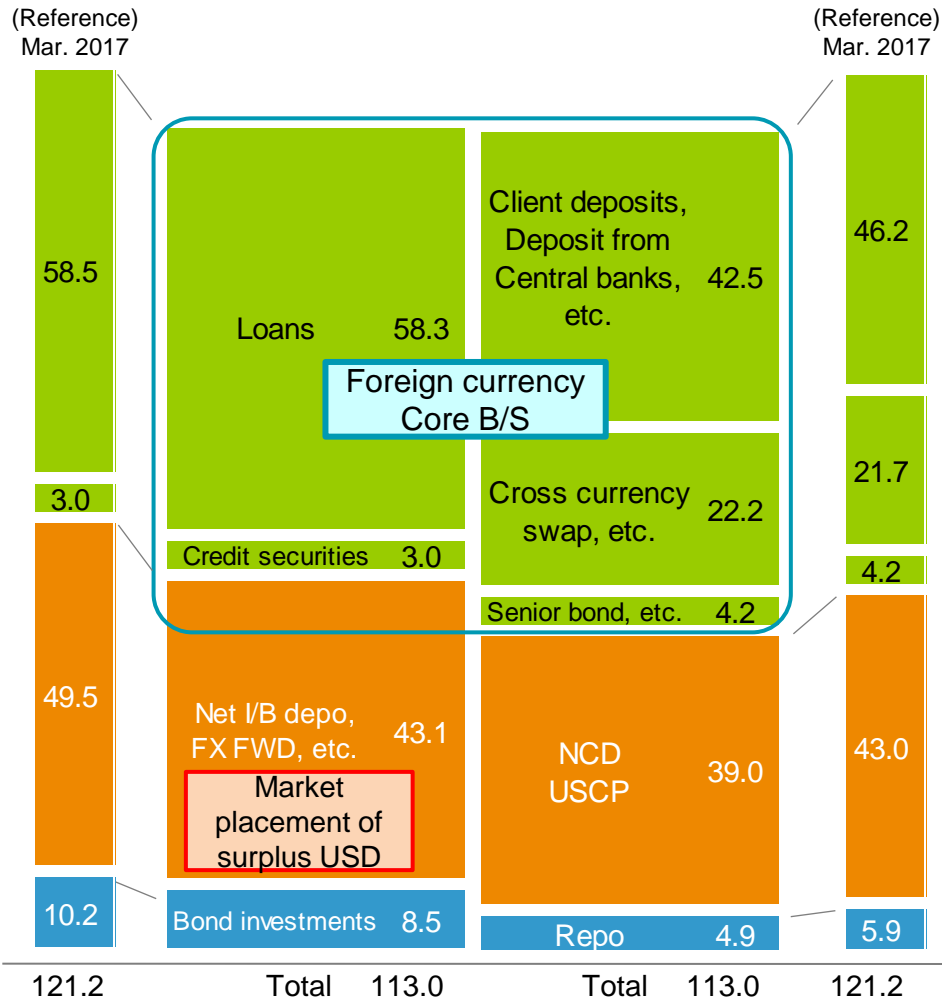 (Reference)
Mar. 2017
(Reference)
Mar. 2017
58.5
3.0
49.5
10.2
121.2
Loans 58.3
Foreign currency
Core B/S
Credit securities 3.0
Net I/B depo,
FX FWD, etc. 43.1
Market
placement of
surplus USD
Bond investments 8.5
Total 113.0
Client deposits,
Deposit from
Central banks,
etc.
42.5
Cross currency
swap, etc.
22.2
Senior bond, etc. 4.2
NCD
USCP
39.0
Repo 4.9
Total 113.0
46.2
21.7
4.2
43.0
5.9
121.2